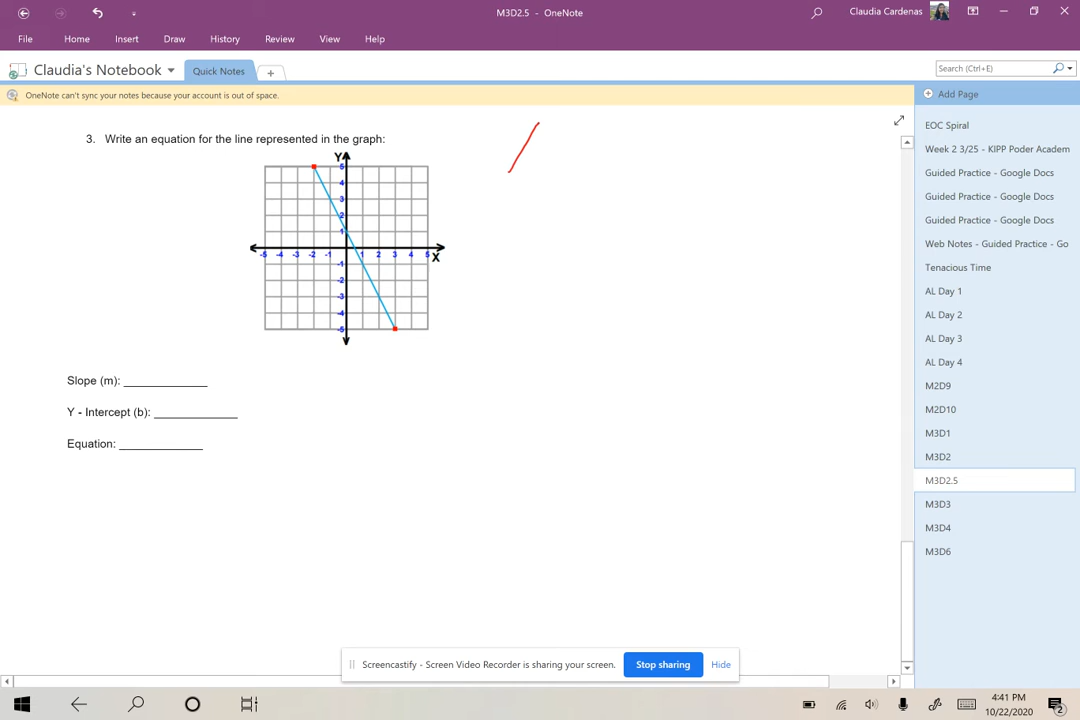 M3D2.5 - OneNote
Claudia Cardenas
File Home Insert Draw History Review View Help
Claudia's Notebook
Quick Notes
Search (Ctrl+E)
OneNote can't sync your notes because your account is out of space.
Add Page
3. Write an equation for the line represented in the graph:
Y
5
4
3
2
1
-5 -4 -3 -2 -1 1 2 3 4 5
X
-1
-2
-3
-4
-5
Slope (m): ____________
Y - Intercept (b): ____________
Equation: ____________
EOC Spiral
Week 2 3/25 - KIPP Poder Academ
Guided Practice - Google Docs
Guided Practice - Google Docs
Guided Practice - Google Docs
Web Notes - Guided Practice - Go
Tenacious Time
AL Day 1
AL Day 2
AL Day 3
AL Day 4
M2D9
M2D10
M3D1
M3D2
M3D2.5
M3D3
M3D4
M3D6
Screencastify - Screen Video Recorder is sharing your screen.
Stop sharing
Hide
4:41 PM
10/22/2020
2